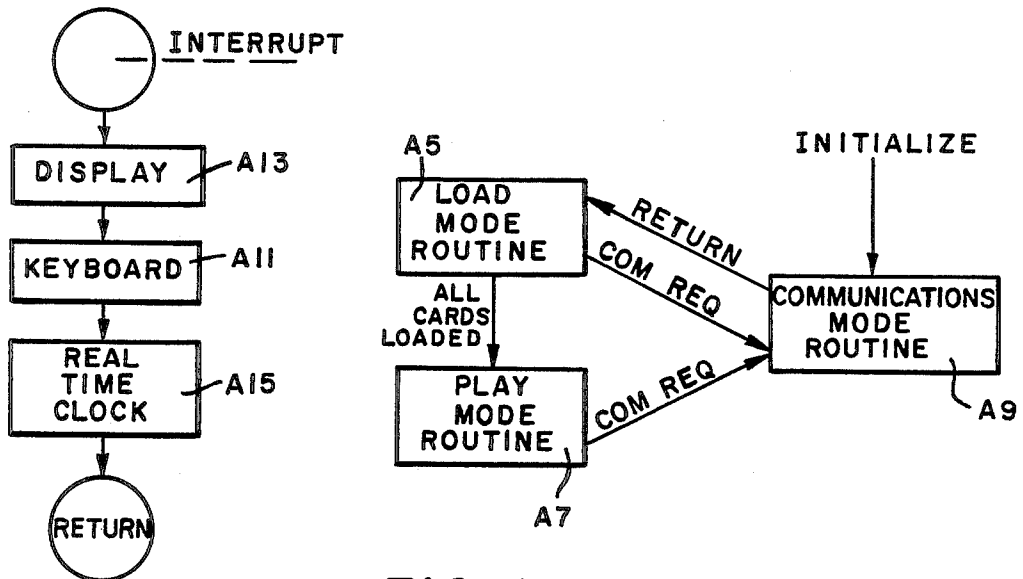 INTERRUPT
DISPLAY
A13
KEYBOARD
A11
REAL
TIME
CLOCK
A15
RETURN
A5
LOAD
MODE
ROUTINE
ALL
CARDS
LOADED
PLAY
MODE
ROUTINE
A7
RETURN
COM REQ
COM REQ
INITIALIZE
COMMUNICATIONS
MODE
ROUTINE
A9